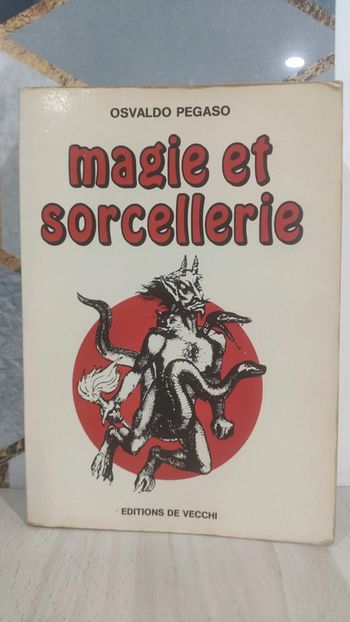 OSVALDO PEGASO
magie et
sorcellerie
EDITIONS DE VECCHI